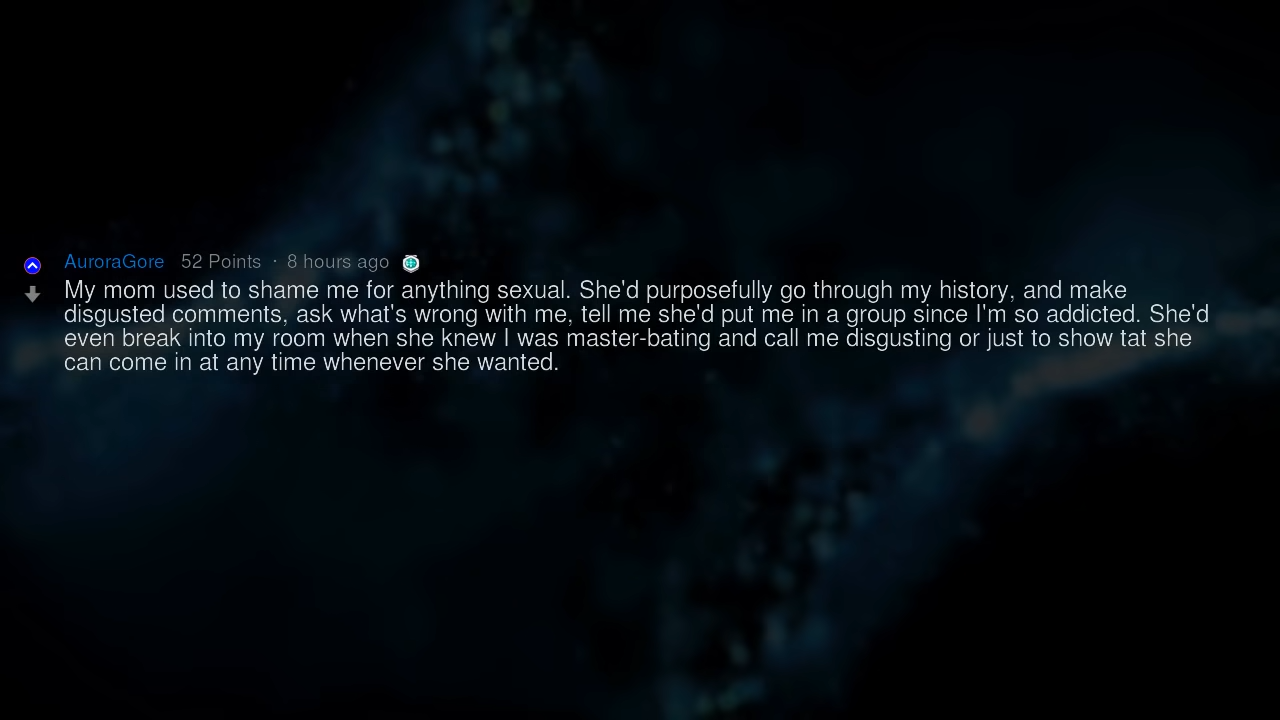 AuroraGore 52 Points · 8 hours ago
My mom used to shame me for anything sexual. She'd purposefully go through my history, and make
disgusted comments, ask what's wrong with me, tell me she'd put me in a group since I'm so addicted. She'd
even break into my room when she knew I was master-bating and call me disgusting or just to show tat she
can come in at any time whenever she wanted.